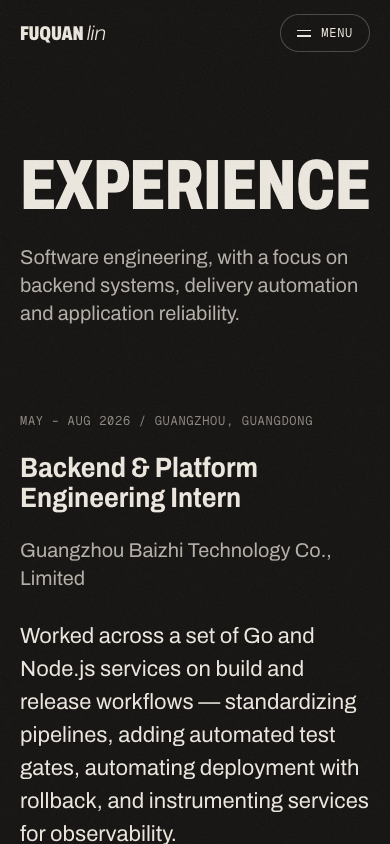 FUQUAN lin
MENU
EXPERIENCE
Software engineering, with a focus on
backend systems, delivery automation
and application reliability.
MAY – AUG 2026 / GUANGZHOU, GUANGDONG
Backend & Platform
Engineering Intern
Guangzhou Baizhi Technology Co.,
Limited
Worked across a set of Go and
Node.js services on build and
release workflows — standardizing
pipelines, adding automated test
gates, automating deployment with
rollback, and instrumenting services
for observability.